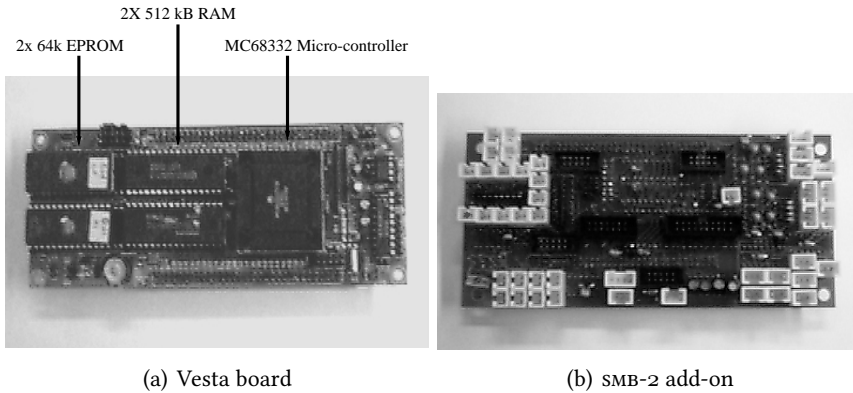 2X 512 kB RAM
2x 64k EPROM
MC68332 Micro-controller
(a) Vesta board
(b) SMB-2 add-on